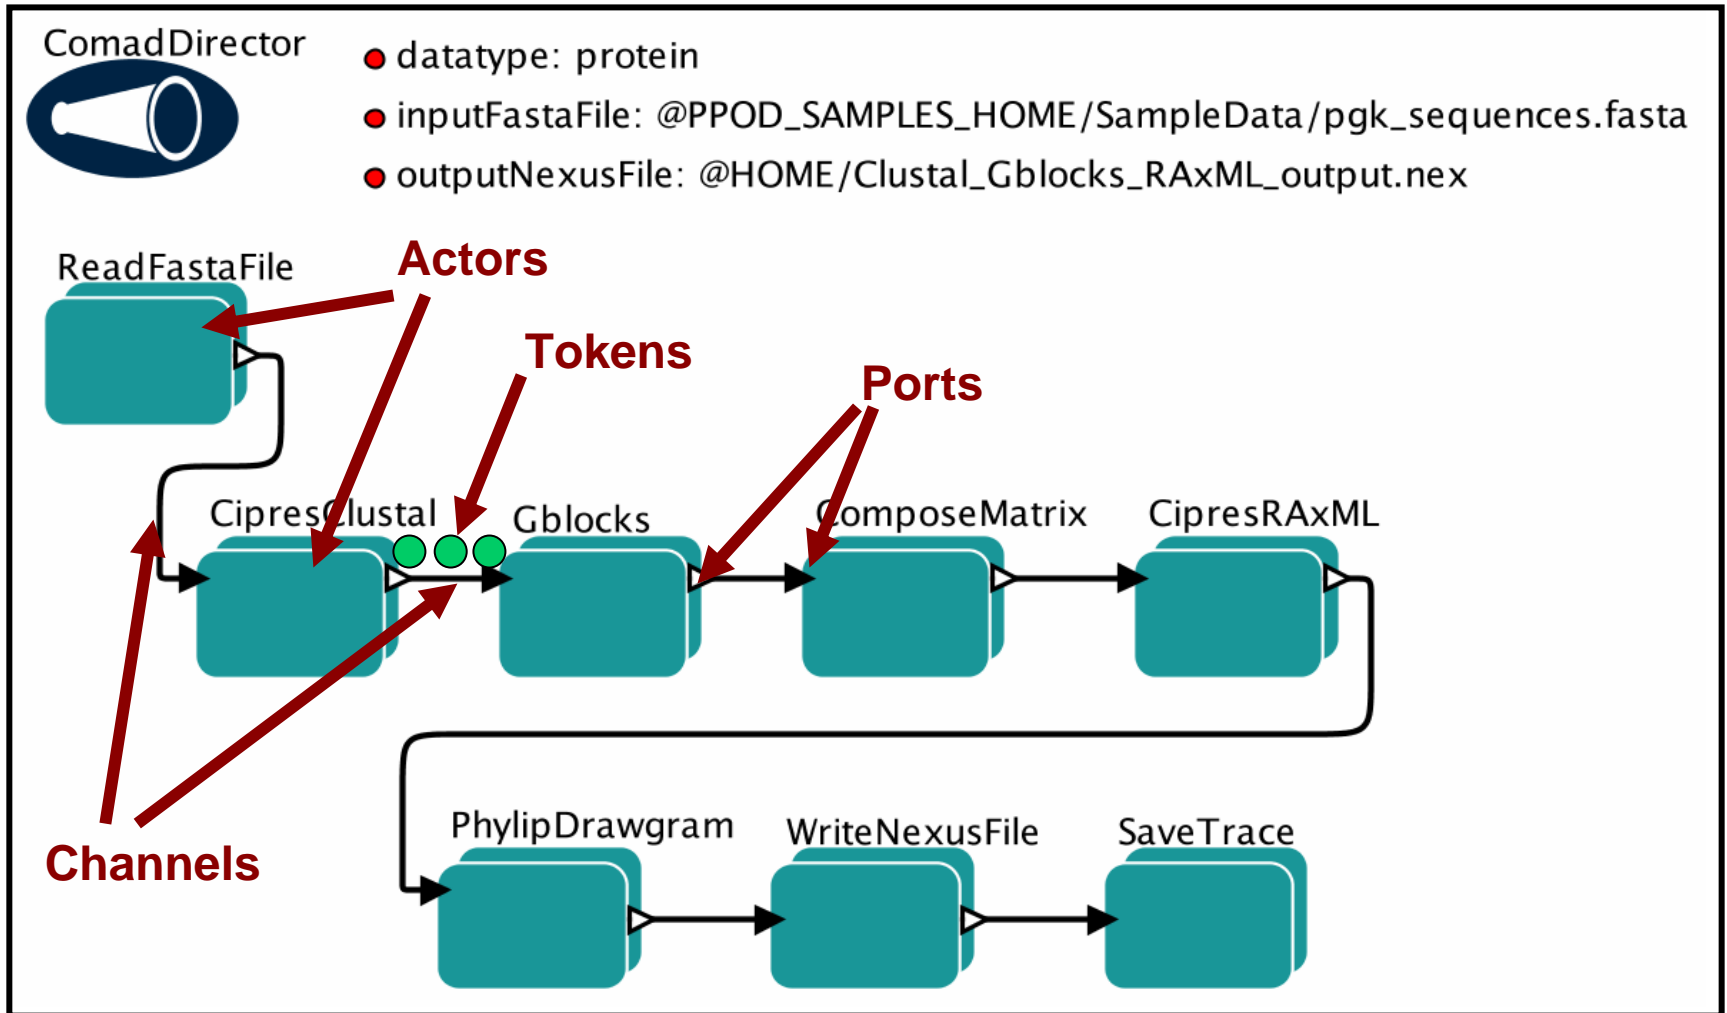 ComadDirector
datatype: protein
inputFastaFile: @PPOD_SAMPLES_HOME/SampleData/pgk_sequences.fasta
outputNexusFile: @HOME/Clustal_Gblocks_RAxML_output.nex
Actors
ReadFastaFile
Tokens
Ports
CipresClustal
Gblocks
ComposeMatrix
CipresRAxML
Channels
PhylipDrawgram
WriteNexusFile
SaveTrace